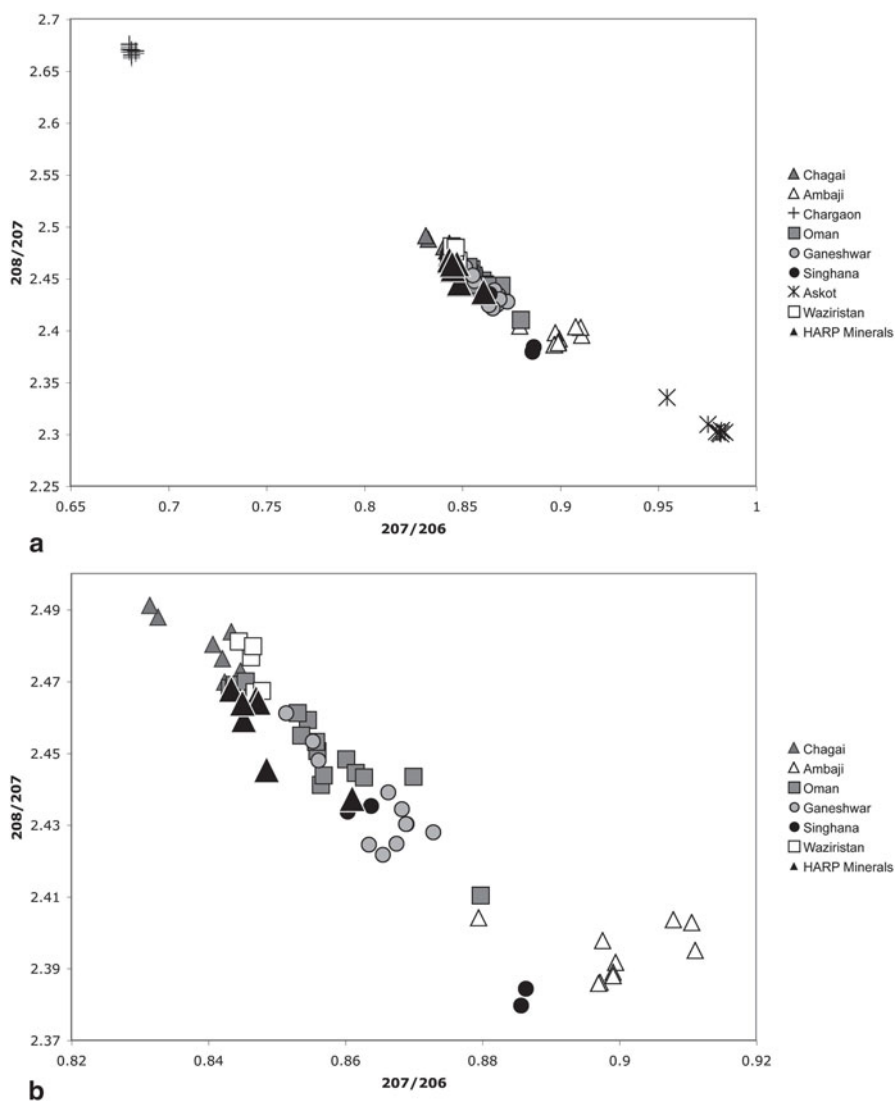 2.7
2.65
2.6
2.55
2.5
2.45
2.4
2.35
2.3
2.25
208/207
0.65 0.7 0.75 0.8 0.85 0.9 0.95 1
207/206
Chagai
Ambaji
Chargaon
Oman
Ganeshwar
Singhana
Askot
Waziristan
HARP Minerals
a
2.49
2.47
2.45
2.43
2.41
2.39
2.37
208/207
0.82 0.84 0.86 0.88 0.9 0.92
207/206
Chagai
Ambaji
Oman
Ganeshwar
Singhana
Waziristan
HARP Minerals
b